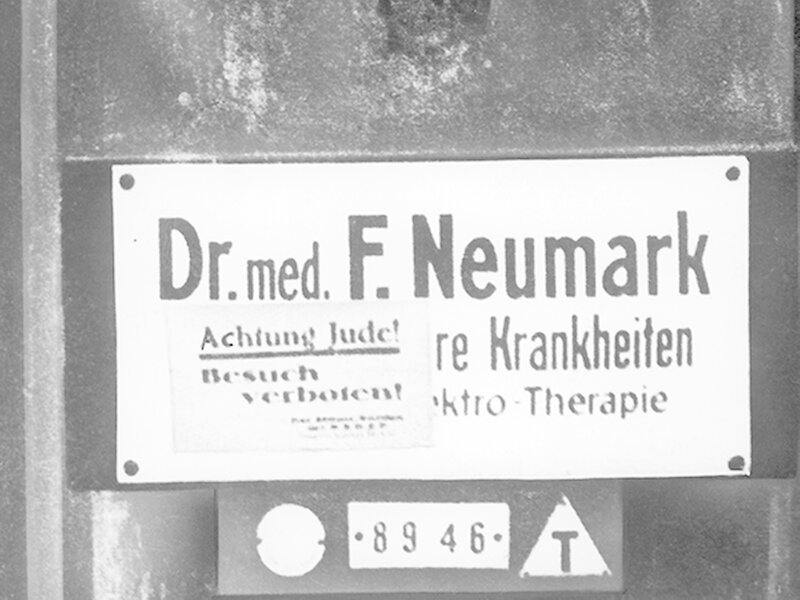 Dr. med. F. Neumark
Achtung Jude!
re Krankheiten
Besuch
verboten!
ktro-Therapie
·8 9 4 6·
T